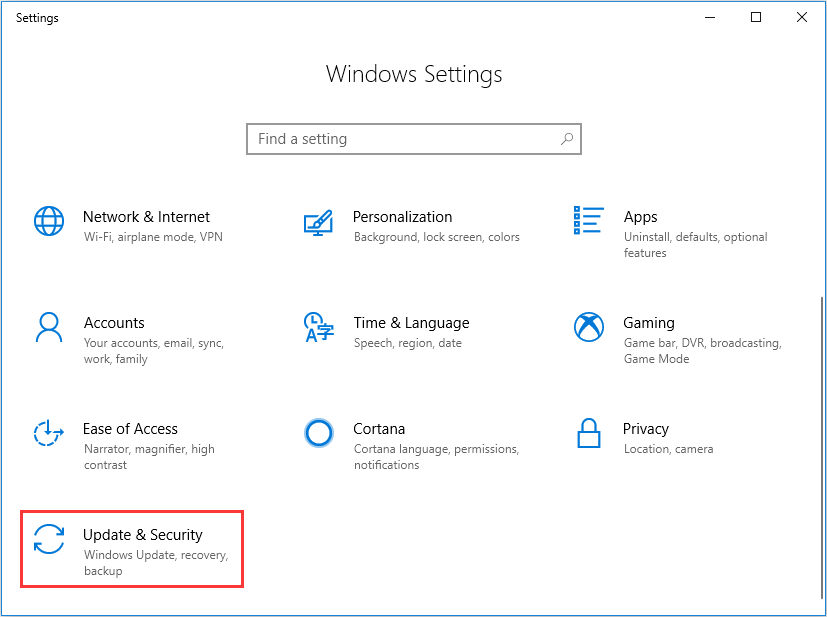 Settings
Windows Settings
Find a setting
Network & Internet
Wi-Fi, airplane mode, VPN
Personalization
Background, lock screen, colors
Apps
Uninstall, defaults, optional
features
Accounts
Your accounts, email, sync,
work, family
Time & Language
Speech, region, date
Gaming
Game bar, DVR, broadcasting,
Game Mode
Ease of Access
Narrator, magnifier, high
contrast
Cortana
Cortana language, permissions,
notifications
Privacy
Location, camera
Update & Security
Windows Update, recovery,
backup